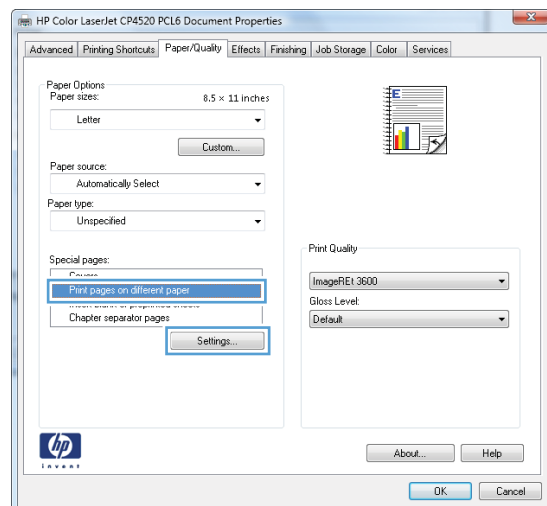 HP Color LaserJet CP4520 PCL6 Document Properties
Advanced Printing Shortcuts Paper/Quality Effects Finishing Job Storage Color Services
Paper Options
Paper sizes: 8.5 × 11 inches
Letter
Custom...
Paper source:
Automatically Select
Paper type:
Unspecified
Special pages:
Covers
Print pages on different paper
Chapter separator pages
Settings...
Print Quality
ImageREt 3600
Gloss Level:
Default
E
hp
invent
About... Help
OK Cancel